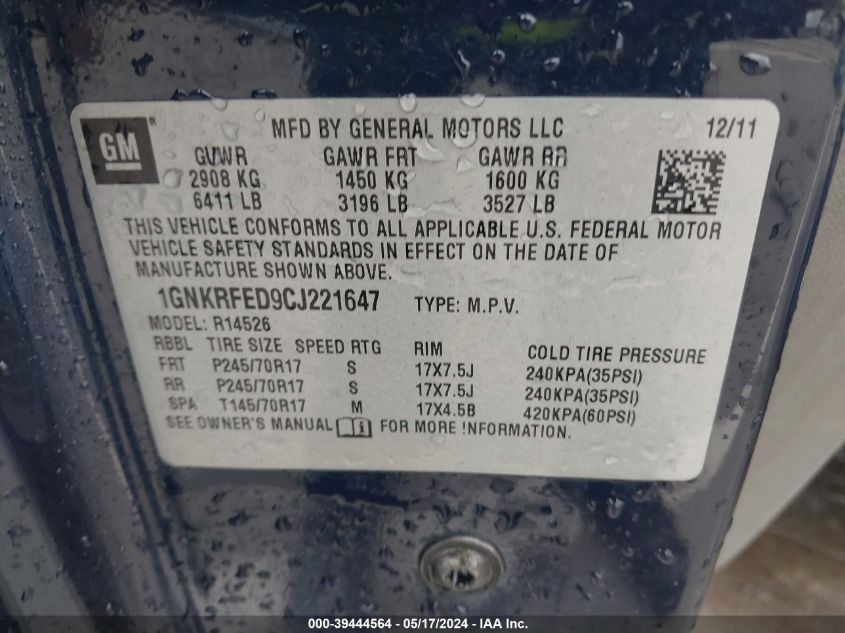 GM ® MFD BY GENERAL MOTORS LLC 12/11
GVWR GAWR FRT GAWR RR
2908 KG 1450 KG 1600 KG
6411 LB 3196 LB 3527 LB
THIS VEHICLE CONFORMS TO ALL APPLICABLE U.S. FEDERAL MOTOR
VEHICLE SAFETY STANDARDS IN EFFECT ON THE DATE OF
MANUFACTURE SHOWN ABOVE.
1GNKRFED9CJ221647 TYPE: M.P.V.
MODEL: R14526
RBBL TIRE SIZE SPEED RTG RIM COLD TIRE PRESSURE
FRT P245/70R17 S 17X7.5J 240KPA(35PSI)
RR P245/70R17 S 17X7.5J 240KPA(35PSI)
SPA T145/70R17 M 17X4.5B 420KPA(60PSI)
SEE OWNER'S MANUAL i FOR MORE INFORMATION.
000-39444564 - 05/17/2024 - IAA Inc.